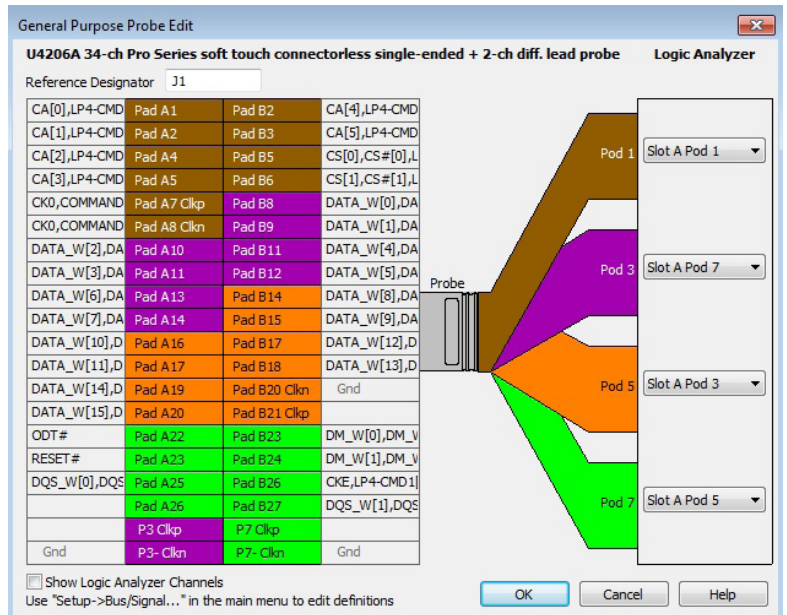 General Purpose Probe Edit
U4206A 34-ch Pro Series soft touch connectorless single-ended + 2-ch diff. lead probe Logic Analyzer
Reference Designator J1
CA[0],LP4-CMD Pad A1 Pad B2 CA[4],LP4-CMD
CA[1],LP4-CMD Pad A2 Pad B3 CA[5],LP4-CMD
CA[2],LP4-CMD Pad A4 Pad B5 CS[0],CS#[0],L
Pod 1 Slot A Pod 1
CA[3],LP4-CMD Pad A5 Pad B6 CS[1],CS#[1],L
CK0,COMMAND Pad A7 Clkp Pad B8 DATA_W[0],DA
CK0,COMMAND Pad A8 Clkn Pad B9 DATA_W[1],DA
DATA_W[2],DA Pad A10 Pad B11 DATA_W[4],DA
DATA_W[3],DA Pad A11 Pad B12 DATA_W[5],DA
Pod 3 Slot A Pod 7
Probe
DATA_W[6],DA Pad A13 Pad B14 DATA_W[8],DA
DATA_W[7],DA Pad A14 Pad B15 DATA_W[9],DA
DATA_W[10],D Pad A16 Pad B17 DATA_W[12],D
DATA_W[11],D Pad A17 Pad B18 DATA_W[13],D
DATA_W[14],D Pad A19 Pad B20 Clkn Gnd
Pod 5 Slot A Pod 3
DATA_W[15],D Pad A20 Pad B21 Clkp
ODT# Pad A22 Pad B23 DM_W[0],DM_W
RESET# Pad A23 Pad B24 DM_W[1],DM_W
DQS_W[0],DQS Pad A25 Pad B26 CKE,LP4-CMD1
Pad A26 Pad B27 DQS_W[1],DQS
Pod 7 Slot A Pod 5
P3 Clkp P7 Clkp
Gnd P3- Clkn P7- Clkn Gnd
Show Logic Analyzer Channels
Use "Setup->Bus/Signal..." in the main menu to edit definitions
OK Cancel Help